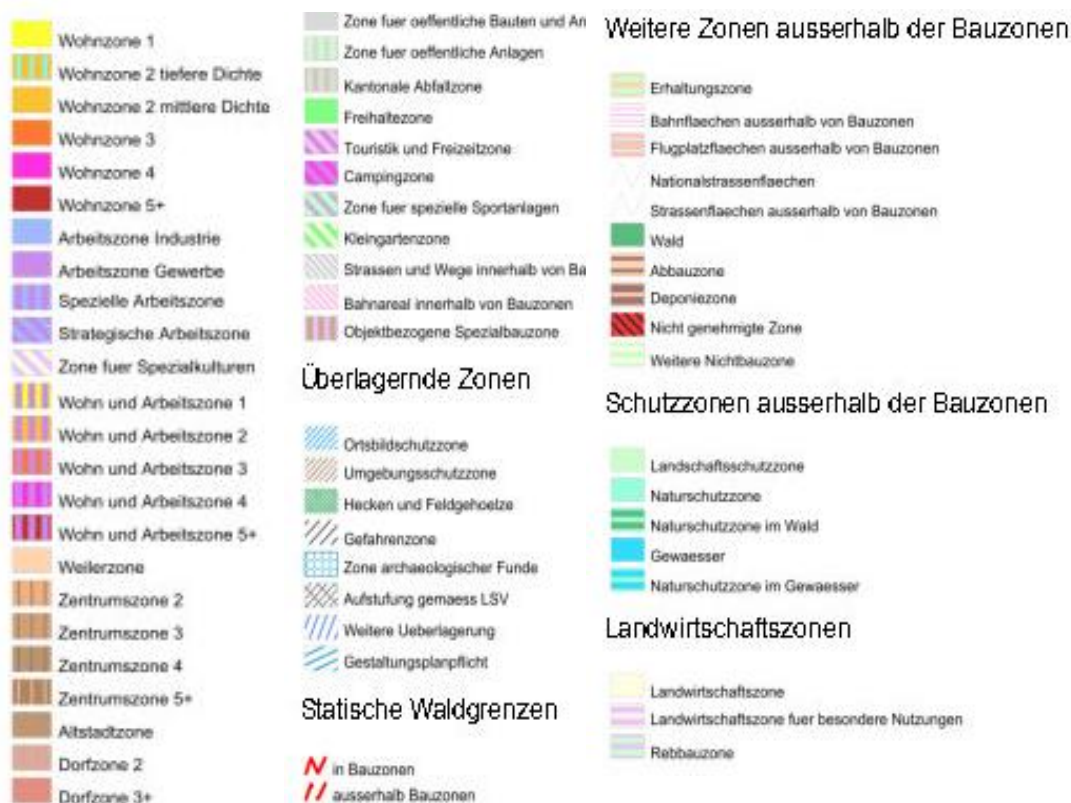 Wohnzone 1
Wohnzone 2 tiefere Dichte
Wohnzone 2 mittlere Dichte
Wohnzone 3
Wohnzone 4
Wohnzone 5+
Arbeitszone Industrie
Arbeitszone Gewerbe
Spezielle Arbeitszone
Strategische Arbeitszone
Zone fuer Spezialkulturen
Wohn und Arbeitszone 1
Wohn und Arbeitszone 2
Wohn und Arbeitszone 3
Wohn und Arbeitszone 4
Wohn und Arbeitszone 5+
Weilerzone
Zentrumszone 2
Zentrumszone 3
Zentrumszone 4
Zentrumszone 5+
Altstadtzone
Dorfzone 2
Dorfzone 3+
Zone fuer oeffentliche Bauten und An
Zone fuer oeffentliche Anlagen
Kantonale Abfallzone
Freihaltezone
Touristik und Freizeitzone
Campingzone
Zone fuer spezielle Sportanlagen
Kleingartenzone
Strassen und Wege innerhalb von Ba
Bahnareal innerhalb von Bauzonen
Objektbezogene Spezialbauzone
Überlagernde Zonen
Ortsbildschutzzone
Umgebungsschutzzone
Hecken und Feldgehoelze
Gefahrenzone
Zone archaeologischer Funde
Aufstufung gemaess LSV
Weitere Ueberlagerung
Gestaltungsplanpflicht
Statische Waldgrenzen
in Bauzonen
ausserhalb Bauzonen
Weitere Zonen ausserhalb der Bauzonen
Erhaltungszone
Bahnflaechen ausserhalb von Bauzonen
Flugplatzflaechen ausserhalb von Bauzonen
Nationalstrassenflaechen
Strassenflaechen ausserhalb von Bauzonen
Wald
Abbauzone
Deponiezone
Nicht genehmigte Zone
Weitere Nichtbauzone
Schutzzonen ausserhalb der Bauzonen
Landschaftsschutzzone
Naturschutzzone
Naturschutzzone im Wald
Gewaesser
Naturschutzzone im Gewaesser
Landwirtschaftszonen
Landwirtschaftszone
Landwirtschaftszone fuer besondere Nutzungen
Rebbauzone